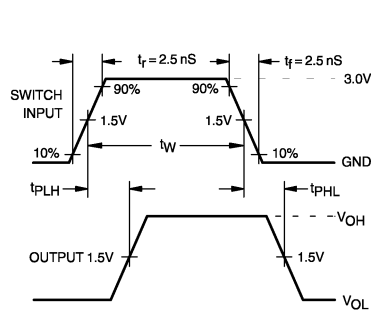 tr = 2.5 nS
tf = 2.5 nS
3.0V
90%
90%
SWITCH
INPUT
1.5V
1.5V
tW
10%
10%
GND
tPLH
tPHL
VOH
OUTPUT 1.5V
1.5V
VOL